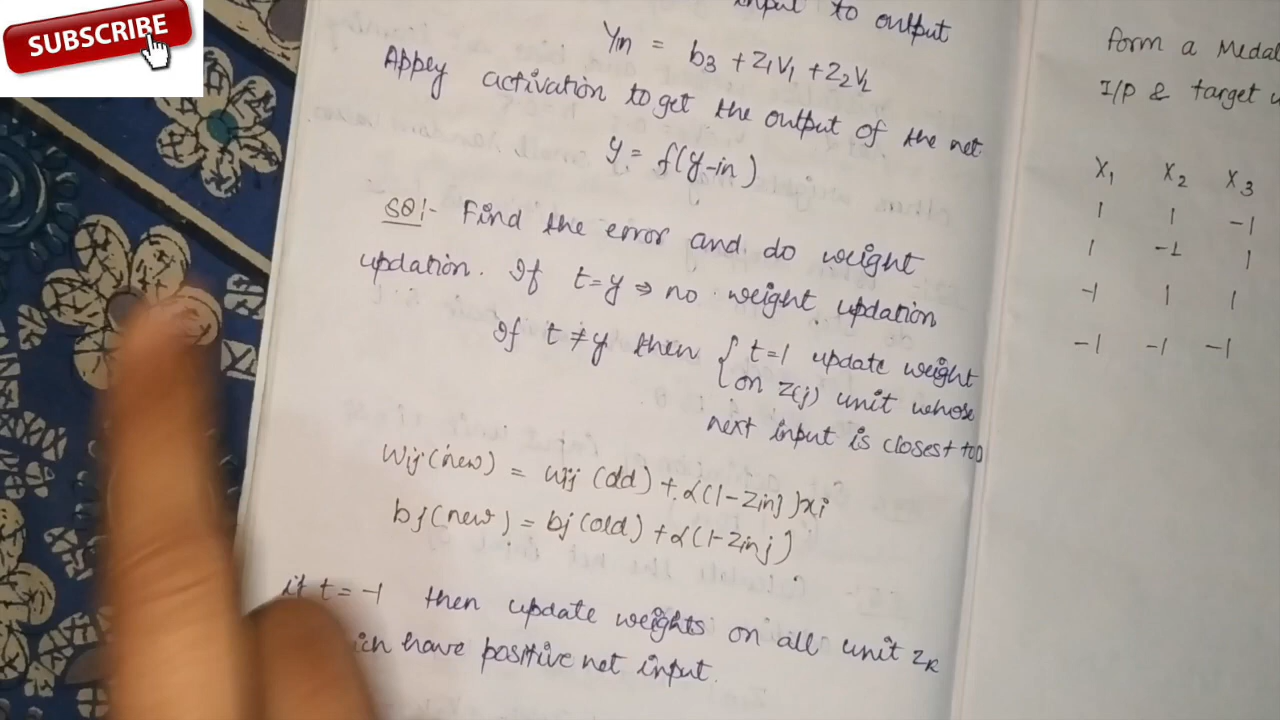 SUBSCRIBE
input to output
Yin = b3 + Z1V1 + Z2V2
Appey activation to get the output of the net.
y = f(y-in)
S8:- Find the error and do weight
updation. If t=y ⇒ no weight updation
If t ≠ y then { t=1 update weight
on Z(j) unit whose
next input is closest to 0
Wij(new) = Wij (old) + α(1-Zinj)xi
bj(new) = bj(old) + α(1-Zinj)
if t = -1 then update weights on all unit ZK
have positive net input.
Form a Medal
I/P & target
X1 X2 X3
1 1 -1
1 -1 1
-1 1 1
-1 -1 -1